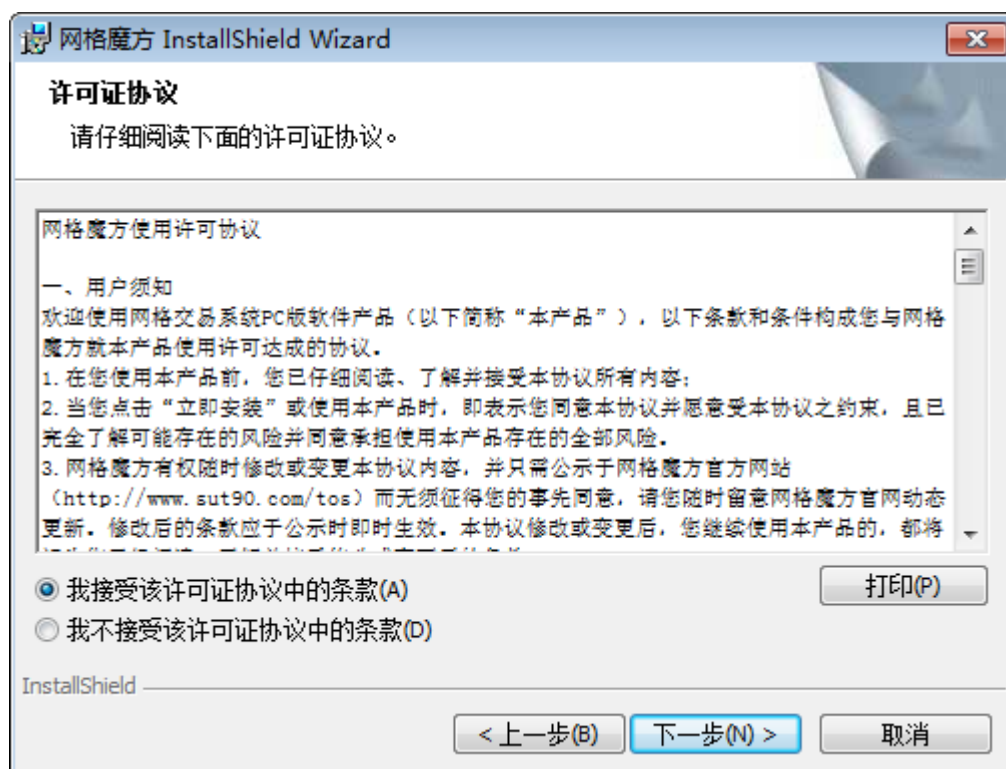 网格魔方 InstallShield Wizard
许可证协议
请仔细阅读下面的许可证协议。
网格魔方使用许可协议
一、用户须知
欢迎使用网格交易系统PC版软件产品（以下简称“本产品”），以下条款和条件构成您与网格
魔方就本产品使用许可达成的协议。
1. 在您使用本产品前，您已仔细阅读、了解并接受本协议所有内容；
2. 当您点击“立即安装”或使用本产品时，即表示您同意本协议并愿意受本协议之约束，且已
完全了解可能存在的风险并同意承担使用本产品存在的全部风险。
3. 网格魔方有权随时修改或变更本协议内容，并只需公示于网格魔方官方网站
（http://www.sut90.com/tos）而无须征得您的事先同意，请您随时留意网格魔方官网动态
更新。修改后的条款应于公示时即时生效。本协议修改或变更后，您继续使用本产品的，都将
我接受该许可证协议中的条款(A)
打印(P)
我不接受该许可证协议中的条款(D)
InstallShield
< 上一步(B)
下一步(N) >
取消